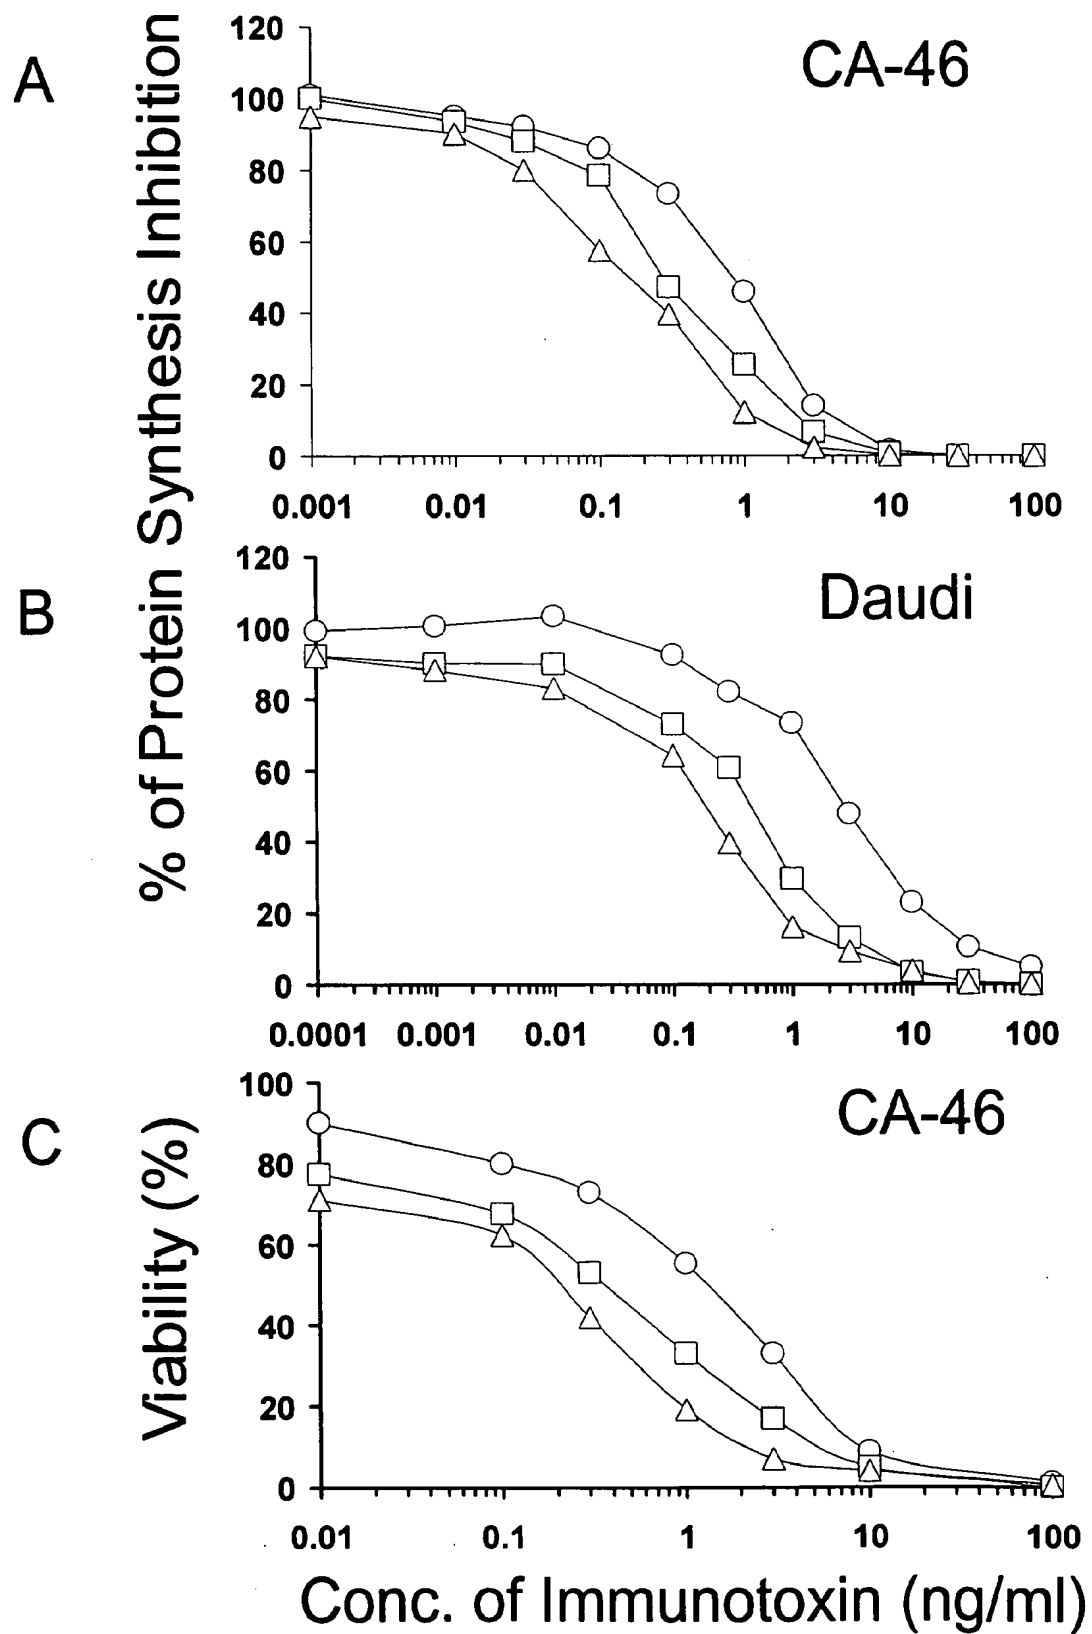 A
CA-46
% of Protein Synthesis Inhibition
120
100
80
60
40
20
0
0.001 0.01 0.1 1 10 100
B
Daudi
120
100
80
60
40
20
0
0.0001 0.001 0.01 0.1 1 10 100
C
CA-46
Viability (%)
100
80
60
40
20
0
0.01 0.1 1 10 100
Conc. of Immunotoxin (ng/ml)